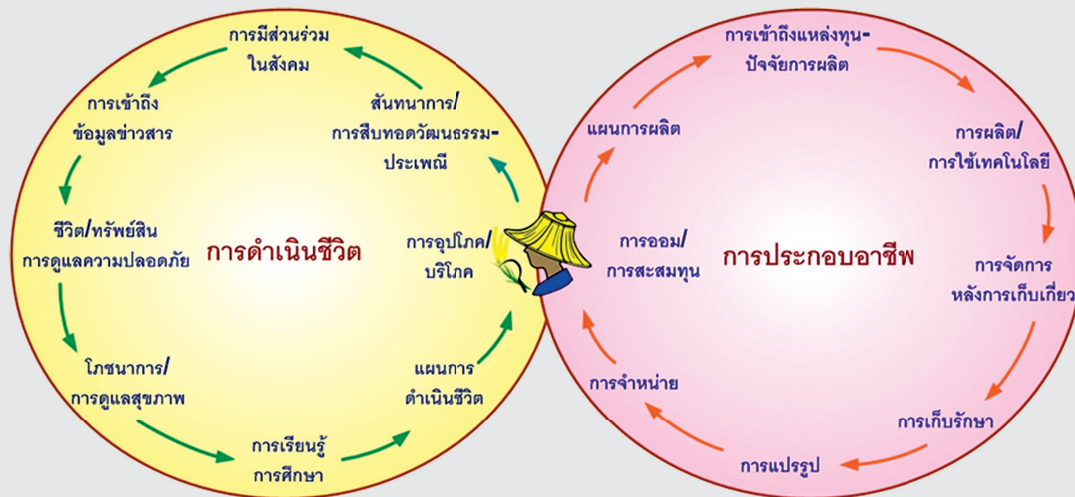 การมีส่วนร่วม
ในสังคม
การเข้าถึง
ข้อมูลข่าวสาร
ชีวิต/ทรัพย์สิน
การดูแลความปลอดภัย
โภชนาการ/
การดูแลสุขภาพ
การเรียนรู้
การศึกษา
แผนการ
ดำเนินชีวิต
การอุปโภค/
บริโภค
สันทนาการ/
การสืบทอดวัฒนธรรม-
ประเพณี
การดำเนินชีวิต
การเข้าถึงแหล่งทุน-
ปัจจัยการผลิต
การผลิต/
การใช้เทคโนโลยี
การจัดการ
หลังการเก็บเกี่ยว
การเก็บรักษา
การแปรรูป
การจำหน่าย
การออม/
การสะสมทุน
แผนการผลิต
การประกอบอาชีพ